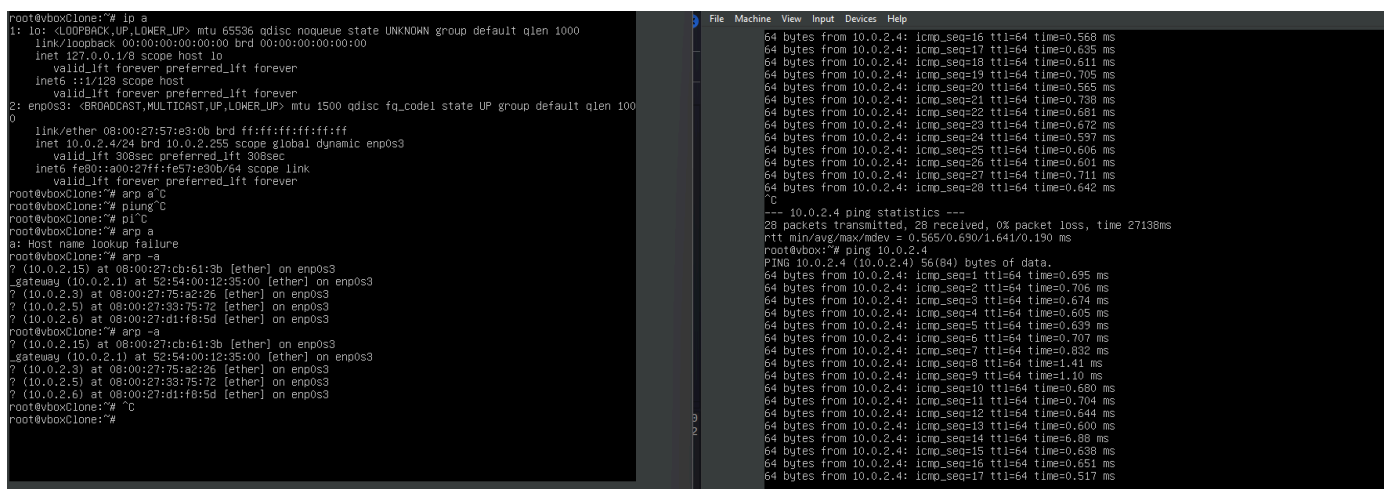 root@vboxClone:~# ip a
1: lo: <LOOPBACK,UP,LOWER_UP> mtu 65536 qdisc noqueue state UNKNOWN group default qlen 1000
link/loopback 00:00:00:00:00:00 brd 00:00:00:00:00:00
inet 127.0.0.1/8 scope host lo
valid_lft forever preferred_lft forever
inet6 ::1/128 scope host
valid_lft forever preferred_lft forever
2: enp0s3: <BROADCAST,MULTICAST,UP,LOWER_UP> mtu 1500 qdisc fq_codel state UP group default qlen 100
0
link/ether 08:00:27:57:e3:0b brd ff:ff:ff:ff:ff:ff
inet 10.0.2.4/24 brd 10.0.2.255 scope global dynamic enp0s3
valid_lft 308sec preferred_lft 308sec
inet6 fe80::a00:27ff:fe57:e30b/64 scope link
valid_lft forever preferred_lft forever
root@vboxClone:~# arp a^C
root@vboxClone:~# piung^C
root@vboxClone:~# pi^C
root@vboxClone:~# arp a
a: Host name lookup failure
root@vboxClone:~# arp -a
? (10.0.2.15) at 08:00:27:cb:61:3b [ether] on enp0s3
_gateway (10.0.2.1) at 52:54:00:12:35:00 [ether] on enp0s3
? (10.0.2.3) at 08:00:27:75:a2:26 [ether] on enp0s3
? (10.0.2.5) at 08:00:27:33:75:72 [ether] on enp0s3
? (10.0.2.6) at 08:00:27:d1:f8:5d [ether] on enp0s3
root@vboxClone:~# arp -a
? (10.0.2.15) at 08:00:27:cb:61:3b [ether] on enp0s3
_gateway (10.0.2.1) at 52:54:00:12:35:00 [ether] on enp0s3
? (10.0.2.3) at 08:00:27:75:a2:26 [ether] on enp0s3
? (10.0.2.5) at 08:00:27:33:75:72 [ether] on enp0s3
? (10.0.2.6) at 08:00:27:d1:f8:5d [ether] on enp0s3
root@vboxClone:~# ^C
root@vboxClone:~#
File Machine View Input Devices Help
64 bytes from 10.0.2.4: icmp_seq=16 ttl=64 time=0.568 ms
64 bytes from 10.0.2.4: icmp_seq=17 ttl=64 time=0.635 ms
64 bytes from 10.0.2.4: icmp_seq=18 ttl=64 time=0.611 ms
64 bytes from 10.0.2.4: icmp_seq=19 ttl=64 time=0.705 ms
64 bytes from 10.0.2.4: icmp_seq=20 ttl=64 time=0.565 ms
64 bytes from 10.0.2.4: icmp_seq=21 ttl=64 time=0.738 ms
64 bytes from 10.0.2.4: icmp_seq=22 ttl=64 time=0.681 ms
64 bytes from 10.0.2.4: icmp_seq=23 ttl=64 time=0.672 ms
64 bytes from 10.0.2.4: icmp_seq=24 ttl=64 time=0.597 ms
64 bytes from 10.0.2.4: icmp_seq=25 ttl=64 time=0.606 ms
64 bytes from 10.0.2.4: icmp_seq=26 ttl=64 time=0.601 ms
64 bytes from 10.0.2.4: icmp_seq=27 ttl=64 time=0.711 ms
64 bytes from 10.0.2.4: icmp_seq=28 ttl=64 time=0.642 ms
^C
--- 10.0.2.4 ping statistics ---
28 packets transmitted, 28 received, 0% packet loss, time 27138ms
rtt min/avg/max/mdev = 0.565/0.690/1.641/0.190 ms
root@vbox:~# ping 10.0.2.4
PING 10.0.2.4 (10.0.2.4) 56(84) bytes of data.
64 bytes from 10.0.2.4: icmp_seq=1 ttl=64 time=0.695 ms
64 bytes from 10.0.2.4: icmp_seq=2 ttl=64 time=0.706 ms
64 bytes from 10.0.2.4: icmp_seq=3 ttl=64 time=0.674 ms
64 bytes from 10.0.2.4: icmp_seq=4 ttl=64 time=0.605 ms
64 bytes from 10.0.2.4: icmp_seq=5 ttl=64 time=0.639 ms
64 bytes from 10.0.2.4: icmp_seq=6 ttl=64 time=0.707 ms
64 bytes from 10.0.2.4: icmp_seq=7 ttl=64 time=0.832 ms
64 bytes from 10.0.2.4: icmp_seq=8 ttl=64 time=1.41 ms
64 bytes from 10.0.2.4: icmp_seq=9 ttl=64 time=1.10 ms
64 bytes from 10.0.2.4: icmp_seq=10 ttl=64 time=0.680 ms
64 bytes from 10.0.2.4: icmp_seq=11 ttl=64 time=0.704 ms
64 bytes from 10.0.2.4: icmp_seq=12 ttl=64 time=0.644 ms
64 bytes from 10.0.2.4: icmp_seq=13 ttl=64 time=0.600 ms
64 bytes from 10.0.2.4: icmp_seq=14 ttl=64 time=6.88 ms
64 bytes from 10.0.2.4: icmp_seq=15 ttl=64 time=0.638 ms
64 bytes from 10.0.2.4: icmp_seq=16 ttl=64 time=0.651 ms
64 bytes from 10.0.2.4: icmp_seq=17 ttl=64 time=0.517 ms